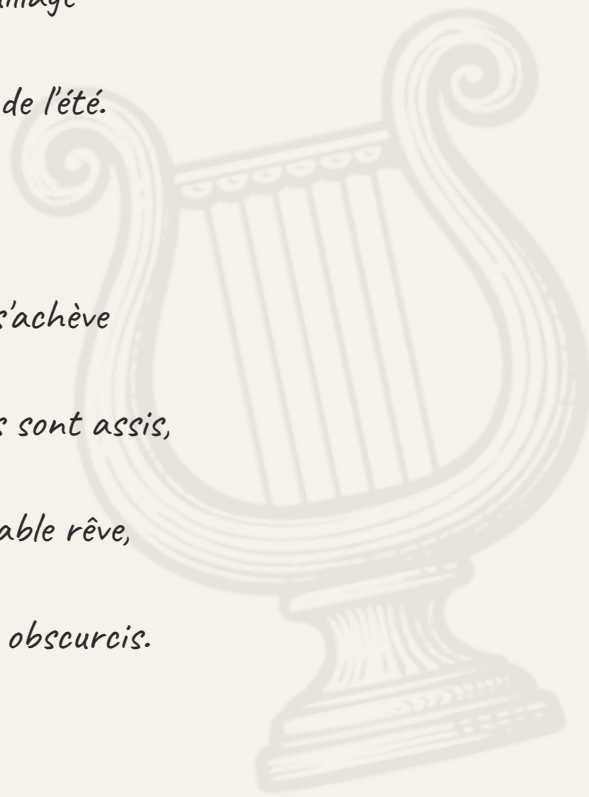 de l'été.
s'achève
s sont assis,
able rêve,
obscurcis.